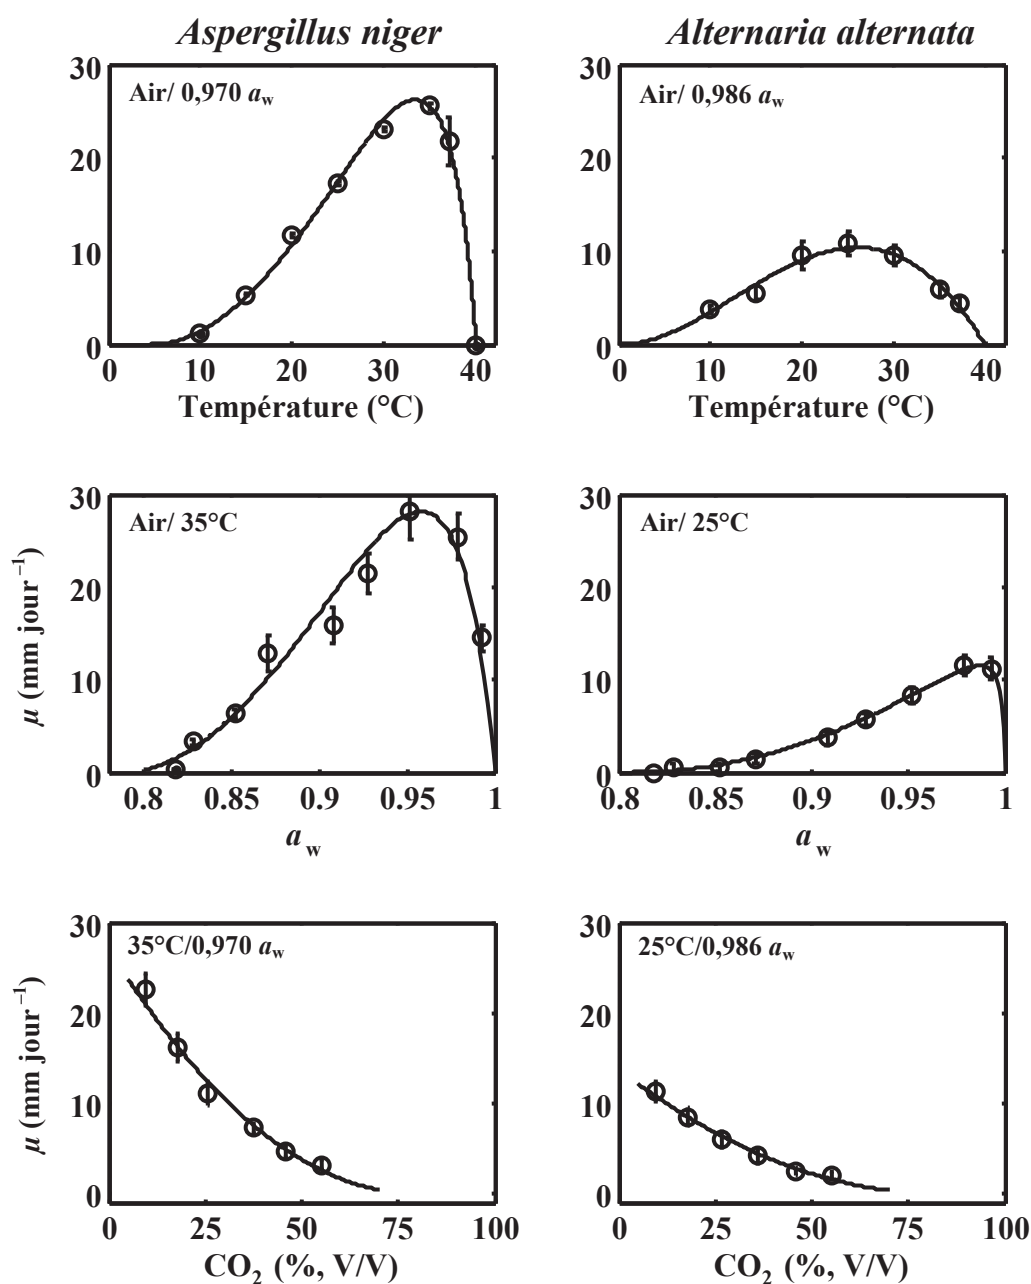 Aspergillus niger
Alternaria alternata
30
20
10
0
Air/ 0,970 aw
0 10 20 30 40
Température (°C)
30
20
10
0
Air/ 0,986 aw
0 10 20 30 40
Température (°C)
μ (mm jour⁻¹)
30
20
10
0
Air/ 35°C
0.8 0.85 0.9 0.95 1
aw
30
20
10
0
Air/ 25°C
0.8 0.85 0.9 0.95 1
aw
μ (mm jour⁻¹)
30
20
10
0
35°C/0,970 aw
0 25 50 75 100
CO₂ (%, V/V)
30
20
10
0
25°C/0,986 aw
0 25 50 75 100
CO₂ (%, V/V)